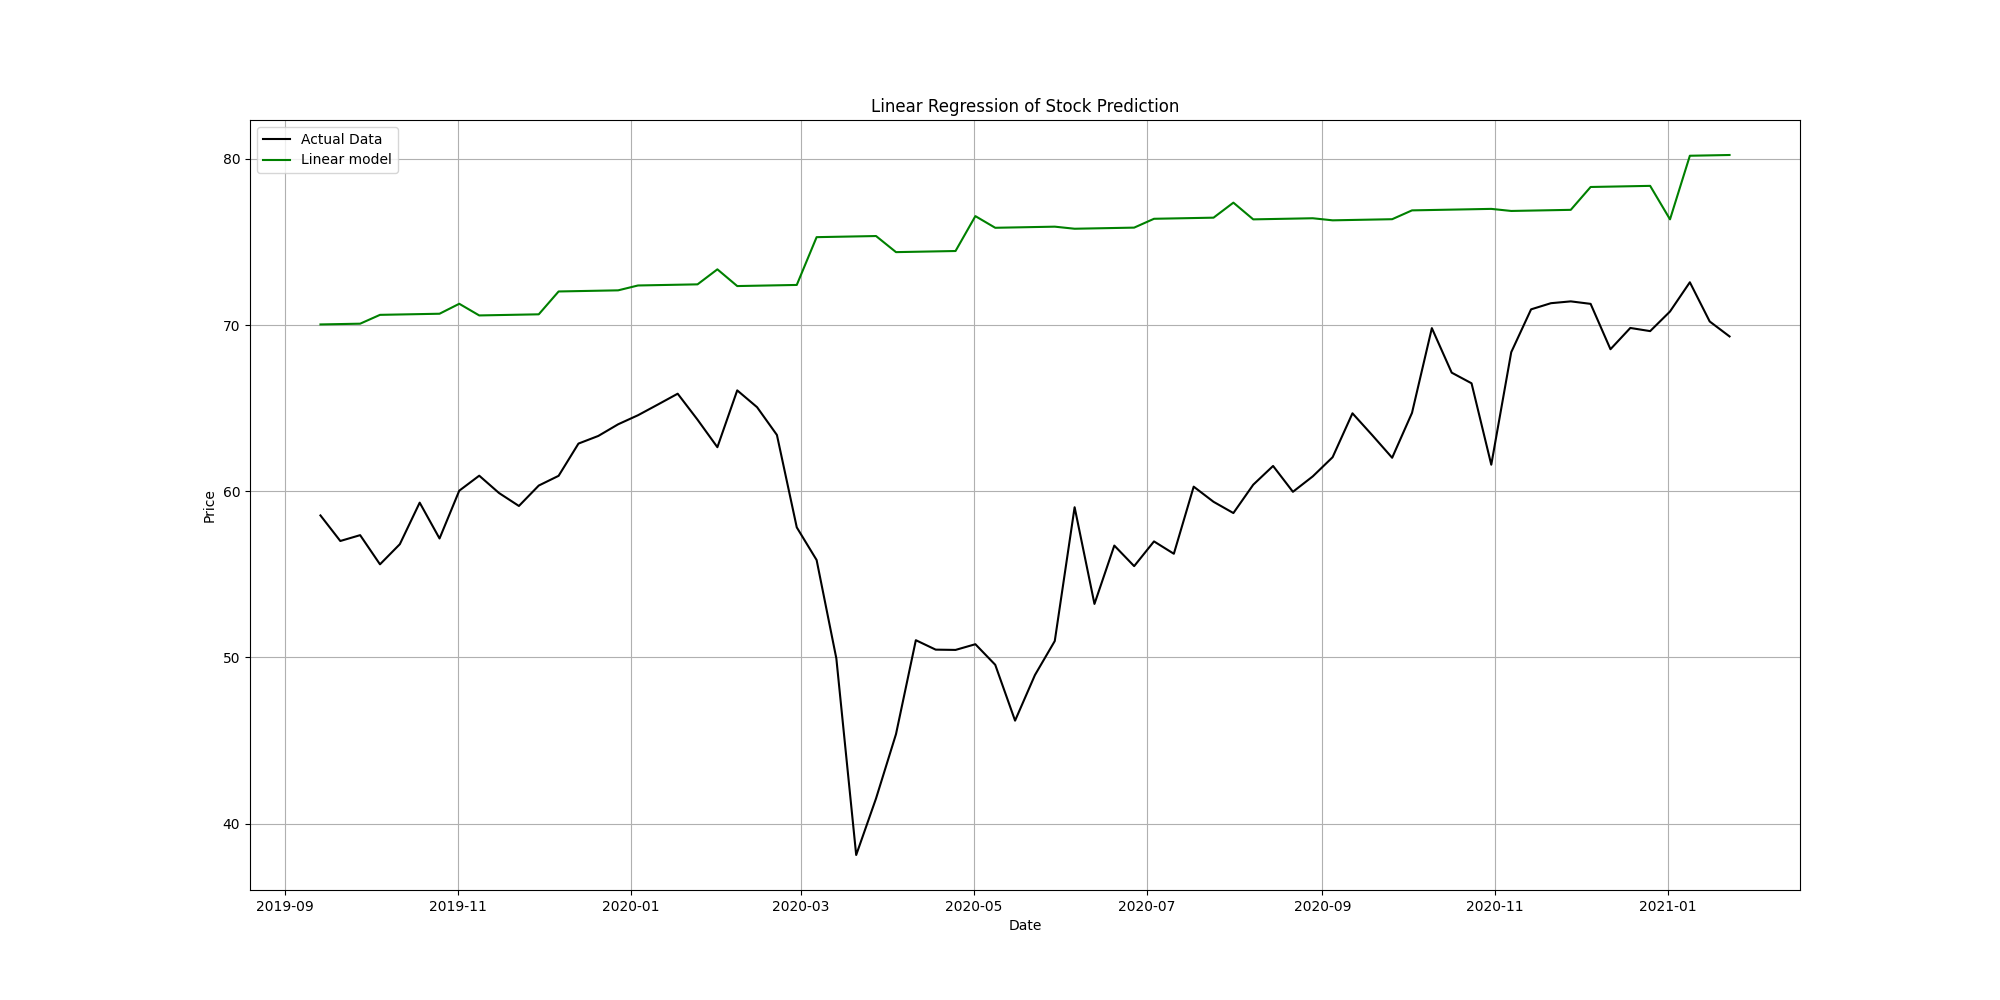 Linear Regression of Stock Prediction
Actual Data
Linear model
80
70
60
50
40
Price
2019-09 2019-11 2020-01 2020-03 2020-05 2020-07 2020-09 2020-11 2021-01
Date